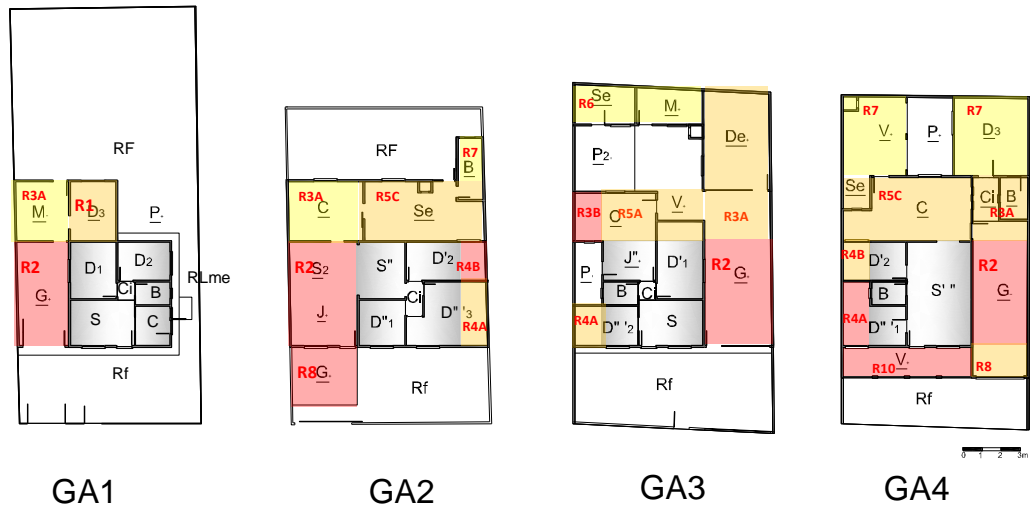 RF
R3A
M.
R1
D3
P.
R2
G.
D1
D2
RLme
Ci
B
S
C
Rf
GA1
RF
R7
B
R3A
C
R5C
Se
R2
S2
S"
D'2
R4B
Ci
J.
D"1
D" '3
R4A
R8
G.
Rf
GA2
R6
Se
M.
De.
P2.
R3B
C
R5A
V.
R3A
R2
G.
P.
J".
D'1
B
C
R4A
D" '2
S
Rf
GA3
R7
V.
P.
R7
D3
Se
R5C
C
Ci
B
R3A
R4B
D'2
R2
G.
B
S' "
R4A
D" '1
V.
R10
R8
Rf
0 1 2 3m
GA4